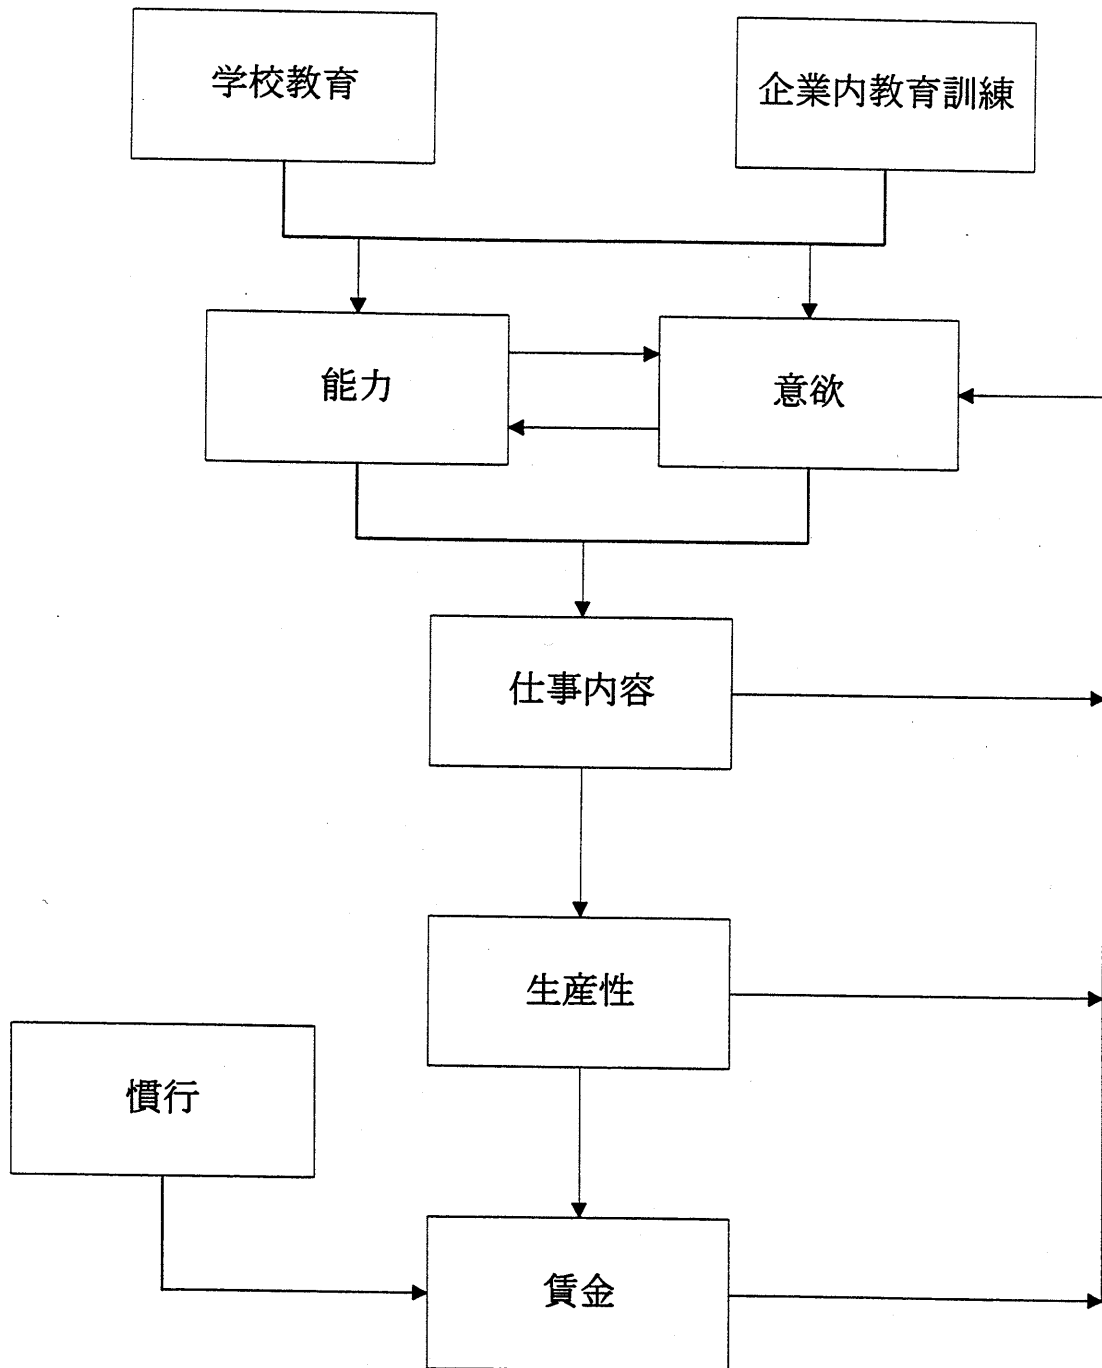 学校教育
企業内教育訓練
能力
意欲
仕事内容
生産性
慣行
賃金